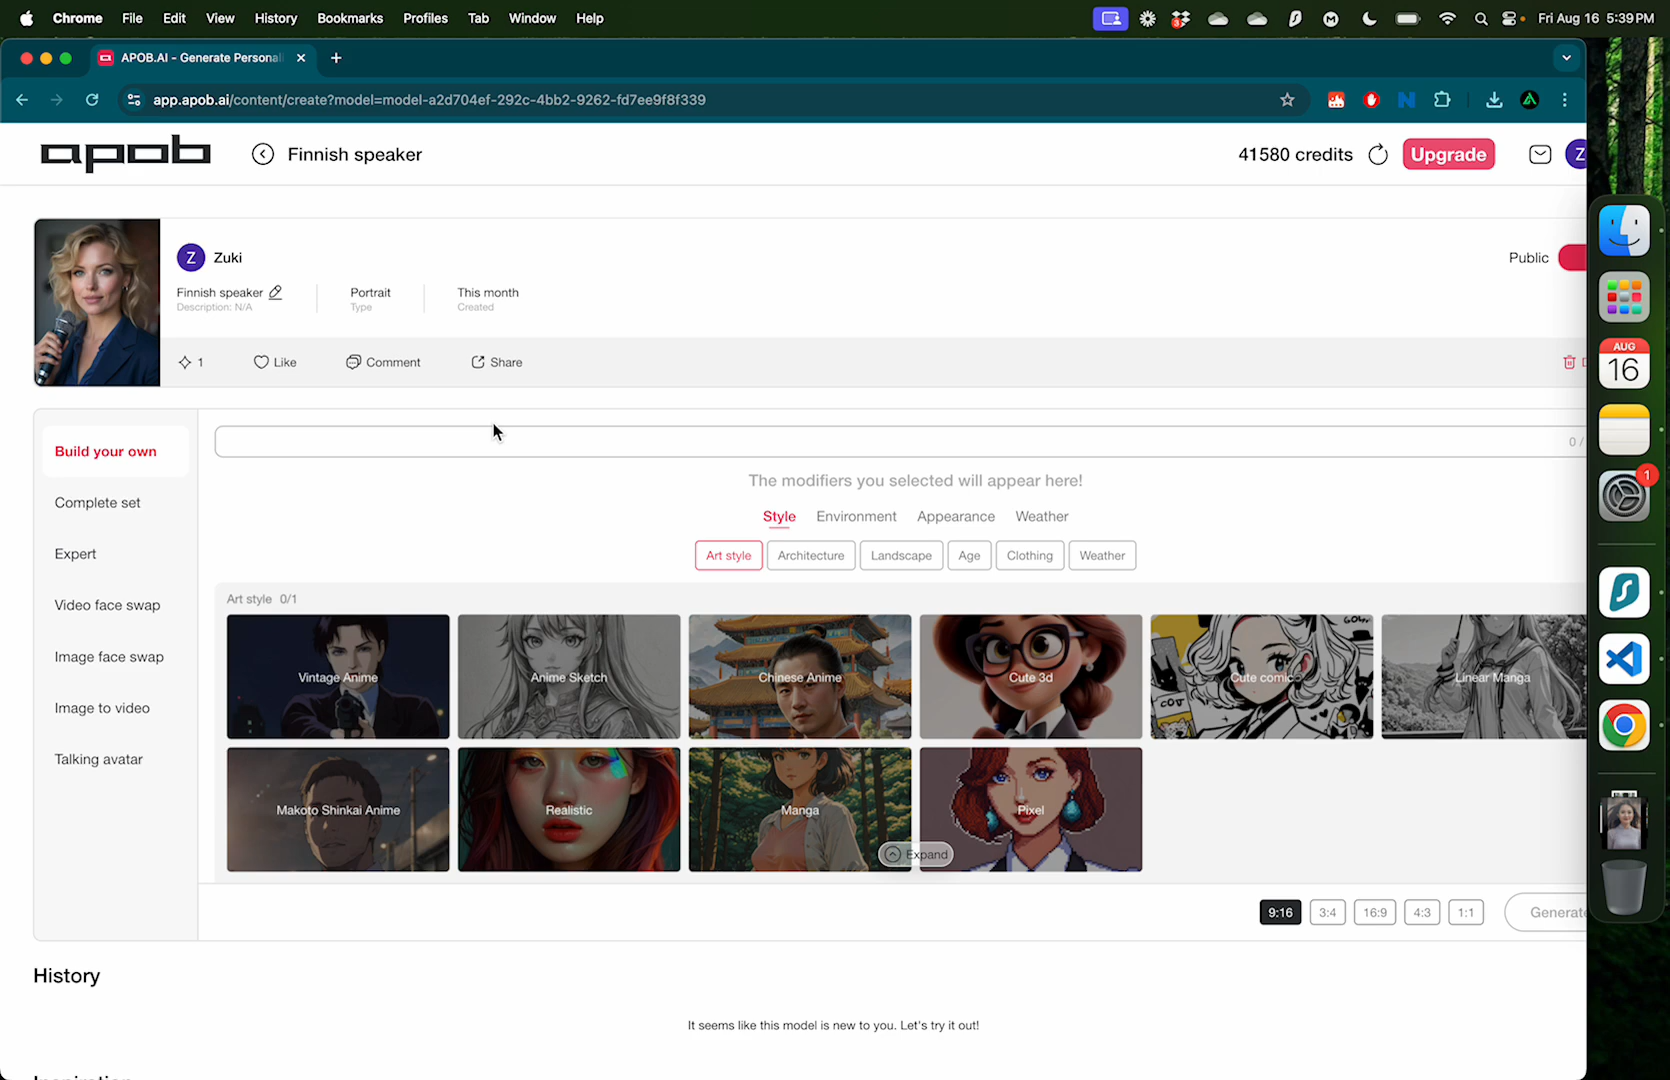 Chrome File Edit View History Bookmarks Profiles Tab Window Help
3 Fri Aug 16 5:39 PM
APOB.AI - Generate Personal
app.apob.ai/content/create?model=model-a2d704ef-292c-4bb2-9262-fd7ee9f8f339
apob Finnish speaker 41580 credits Upgrade Z
Z Zuki Public
Finnish speaker Portrait This month
Description: N/A Type Created
1 Like Comment Share D
Build your own
Complete set
Expert
Video face swap
Image face swap
Image to video
Talking avatar
0 /
The modifiers you selected will appear here!
Style Environment Appearance Weather
Art style Architecture Landscape Age Clothing Weather
Art style 0/1
Vintage Anime Anime Sketch Chinese Anime Cute 3d Cute comic Linear Manga
Makoto Shinkai Anime Realistic Manga Pixel
Expand
9:16 3:4 16:9 4:3 1:1 Generate
History
It seems like this model is new to you. Let's try it out!
Inspiration
AUG
16
1